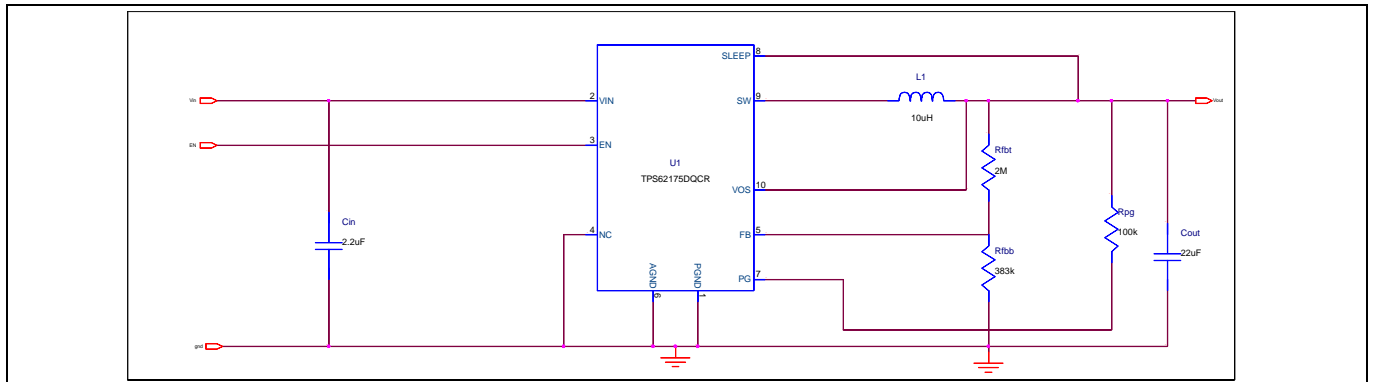 SLEEP
8
L1
Vin
2
VIN
SW
9
10uH
Vout
EN
3
EN
U1
TPS62175DQCR
Rfbt
2M
VOS
10
Rpg
100k
Cin
2.2uF
4
NC
FB
5
Cout
22uF
Rfbb
383k
AGND
PGND
PG
7
6
1
gnd